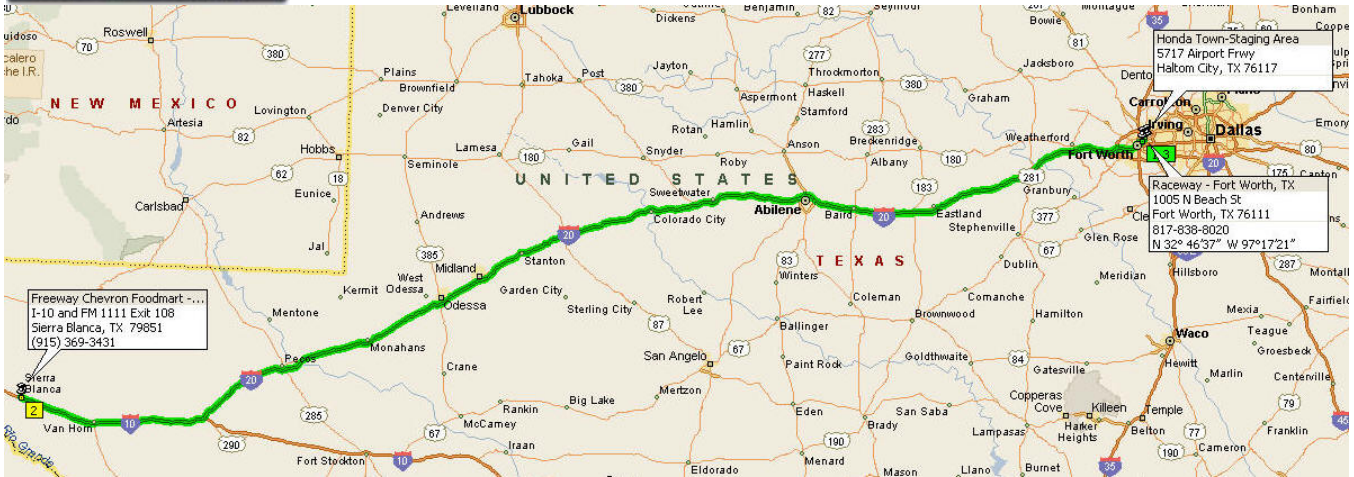 Levelland
Lubbock
Dickens
Benjamin
Seymour
Bowie
Montague
Bonham
Roswell
Plains
Brownfield
Tahoka
Post
Jayton
Aspermont
Haskell
Throckmorton
Jacksboro
Honda Town-Staging Area
5717 Airport Frwy
Halton City, TX 76117
NEW MEXICO
Lovington
Artesia
Denver City
Stamford
Graham
Rotan
Hamlin
Anson
Breckenridge
Weatherford
Irving
Dallas
Fort Worth
Emory
Hobbs
Seminole
Lamesa
Gail
Snyder
Roby
Albany
Canton
UNITED STATES
Eunice
Carlsbad
Andrews
Sweetwater
Colorado City
Abilene
Baird
Eastland
Granbury
Stephenville
Glen Rose
Raceway - Fort Worth, TX
1005 N Beach St
Fort Worth, TX 76111
817-838-8020
N 32° 46'37" W 97°17'21"
Jal
Stanton
Midland
West Odessa
Odessa
Garden City
TEXAS
Dublin
Meridian
Hillsboro
Kermit
Mentone
Sterling City
Robert Lee
Winters
Coleman
Comanche
Hamilton
Mexia
Teague
Fairfield
Freeway Chevron Foodmart -...
I-10 and FM 1111 Exit 108
Sierra Blanca, TX 79851
(915) 369-3431
Monahans
Pecos
Crane
Ballinger
Brownwood
Waco
Groesbeck
San Angelo
Paint Rock
Goldthwaite
Gatesville
Hewitt
Marlin
Centerville
Sierra
Blanca
2
Mertzon
Big Lake
Rankin
McCamey
Eden
San Saba
Brady
Lampasas
Copperas Cove
Killeen
Harker Heights
Temple
Belton
Van Horn
Rio Grande
Fort Stockton
Iraan
Eldorado
Menard
Mason
Llano
Burnet
Cameron
Franklin